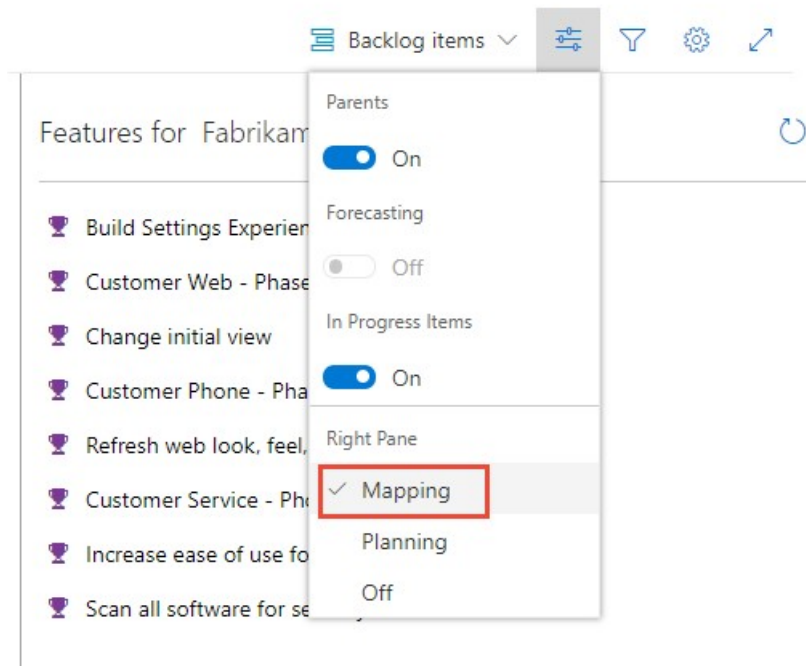 Backlog items
Parents
Features for Fabrikam
On
Forecasting
Build Settings Experien
Off
Customer Web - Phase
In Progress Items
Change initial view
On
Customer Phone - Pha
Right Pane
Refresh web look, feel,
Mapping
Customer Service - Pho
Planning
Increase ease of use fo
Off
Scan all software for se